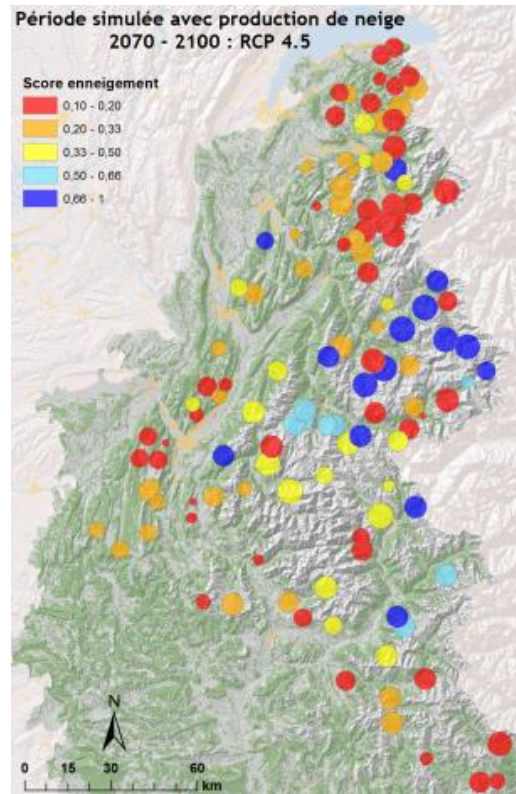 Période simulée avec production de neige
2070 - 2100 : RCP 4.5
Score enneigement
0,10 - 0,20
0,20 - 0,33
0,33 - 0,50
0,50 - 0,66
0,66 - 1
N
0 15 30 60
km